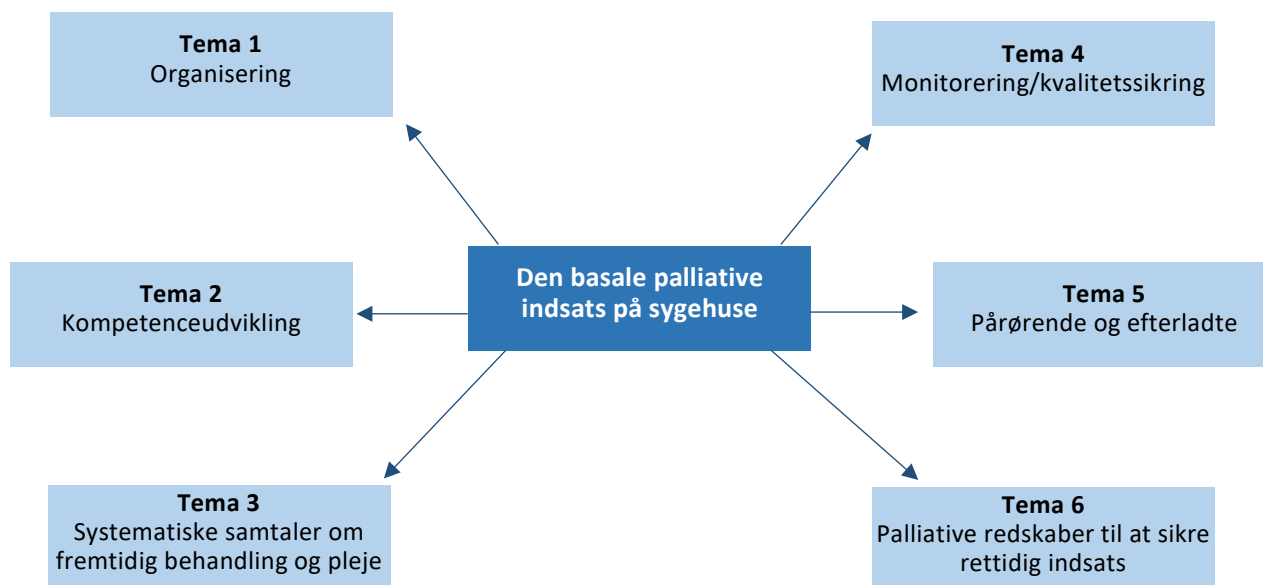 Tema 1
Organisering
Tema 4
Monitorering/kvalitetssikring
Den basale palliative
indsats på sygehuse
Tema 2
Kompetenceudvikling
Tema 5
Pårørende og efterladte
Tema 3
Systematiske samtaler om
fremtidig behandling og pleje
Tema 6
Palliative redskaber til at sikre
rettidig indsats